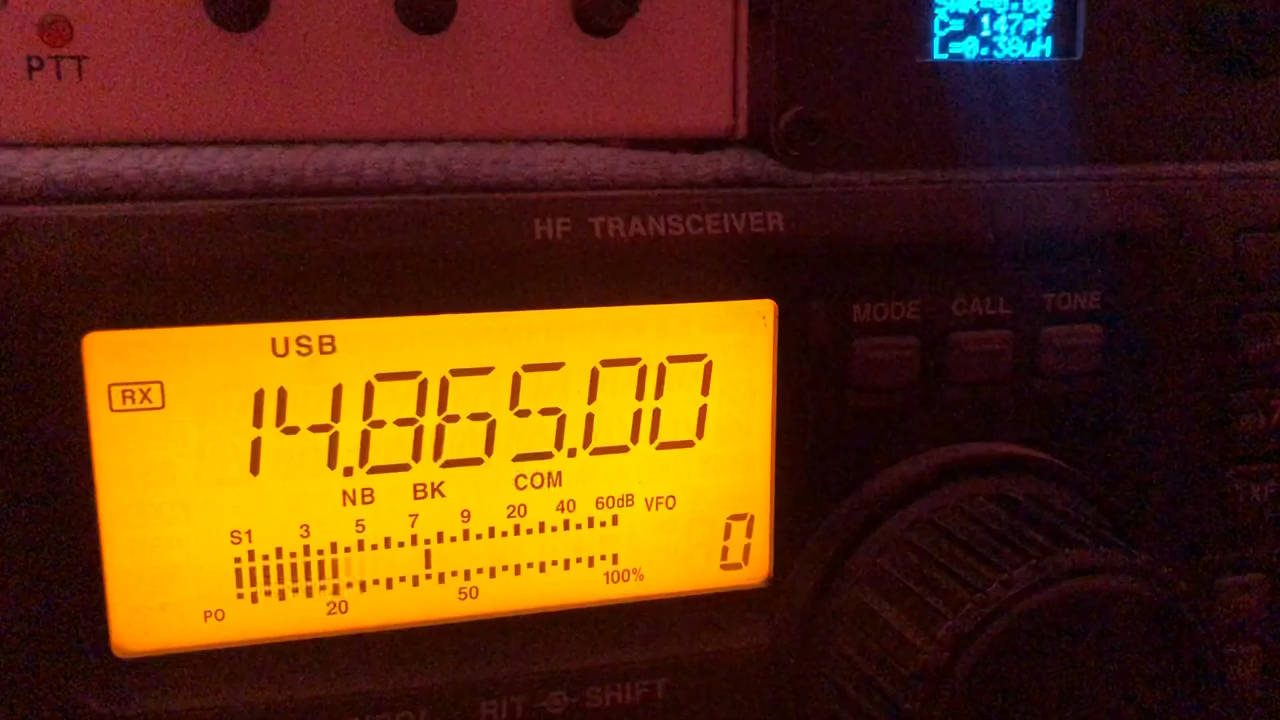 PTT
C= 147pF
L=0.38uH
HF TRANSCEIVER
MODE CALL TONE
USB
RX
14.865.00
NB BK COM
S1 3 5 7 9 20 40 60dB VFO
0
PO 20 50 100%
RIT SHIFT